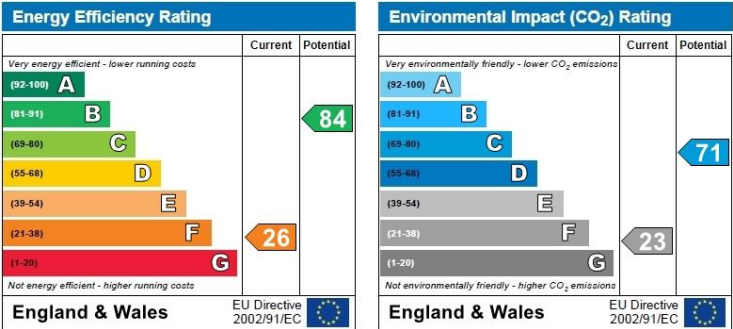 Energy Efficiency Rating
Current Potential
Very energy efficient - lower running costs
(92-100) A
(81-91) B
84
(69-80) C
(55-68) D
(39-54) E
(21-38) F
26
(1-20) G
Not energy efficient - higher running costs
England & Wales
EU Directive
2002/91/EC
Environmental Impact (CO₂) Rating
Current Potential
Very environmentally friendly - lower CO₂ emissions
(92-100) A
(81-91) B
(69-80) C
71
(55-68) D
(39-54) E
(21-38) F
23
(1-20) G
Not environmentally friendly - higher CO₂ emissions
England & Wales
EU Directive
2002/91/EC